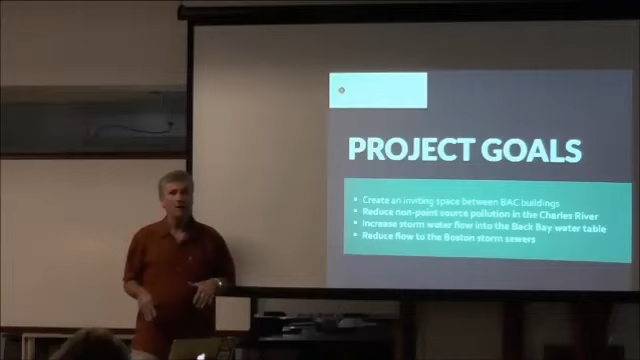 PROJECT GOALS
• Create an inviting space between BAC buildings
• Reduce non-point source pollution in the Charles River
• Increase storm water flow into the Back Bay water table
• Reduce flow to the Boston storm sewers